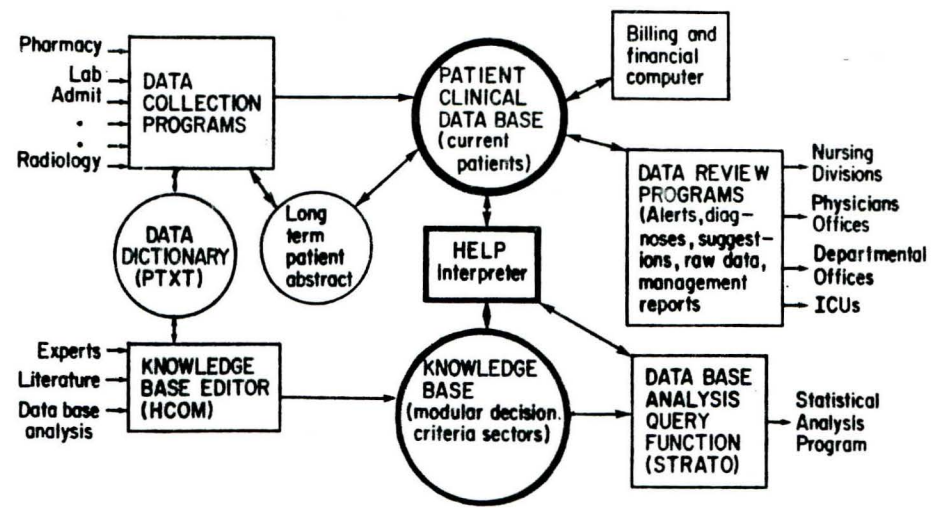 Pharmacy
Lab
Admit
.
.
Radiology
DATA
COLLECTION
PROGRAMS
PATIENT
CLINICAL
DATA BASE
(current
patients)
Billing and
financial
computer
DATA REVIEW
PROGRAMS
(Alerts, diag-
noses, suggest-
ions, raw data,
management
reports
Nursing
Divisions
Physicians
Offices
Departmental
Offices
ICUs
DATA
DICTIONARY
(PTXT)
Long
term
patient
abstract
HELP
Interpreter
Experts
Literature
Data base
analysis
KNOWLEDGE
BASE EDITOR
(HCOM)
KNOWLEDGE
BASE
(modular decision.
criteria sectors)
DATA BASE
ANALYSIS
QUERY
FUNCTION
(STRATO)
Statistical
Analysis
Program